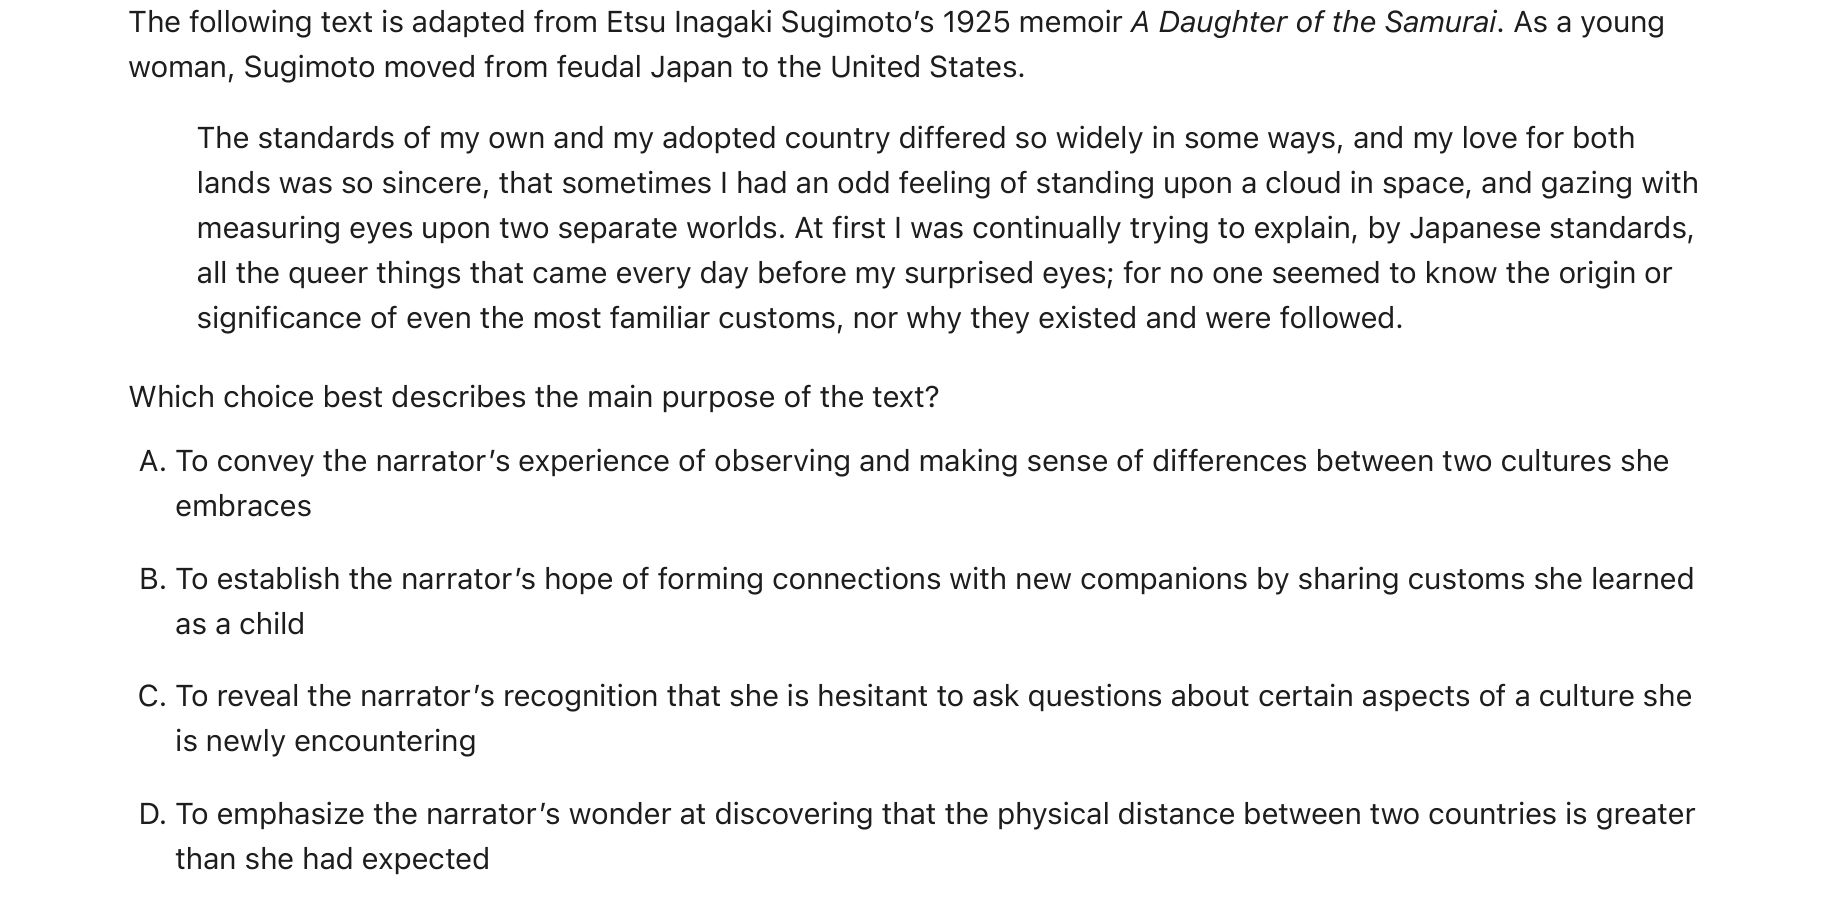 The following text is adapted from Etsu Inagaki Sugimoto’s 1925 memoir A Daughter of the Samurai. As a young
woman, Sugimoto moved from feudal Japan to the United States.
The standards of my own and my adopted country differed so widely in some ways, and my love for both
lands was so sincere, that sometimes I had an odd feeling of standing upon a cloud in space, and gazing with
measuring eyes upon two separate worlds. At first I was continually trying to explain, by Japanese standards,
all the queer things that came every day before my surprised eyes; for no one seemed to know the origin or
significance of even the most familiar customs, nor why they existed and were followed.
Which choice best describes the main purpose of the text?
A. To convey the narrator’s experience of observing and making sense of differences between two cultures she
embraces
B. To establish the narrator’s hope of forming connections with new companions by sharing customs she learned
as a child
C. To reveal the narrator’s recognition that she is hesitant to ask questions about certain aspects of a culture she
is newly encountering
D. To emphasize the narrator’s wonder at discovering that the physical distance between two countries is greater
than she had expected